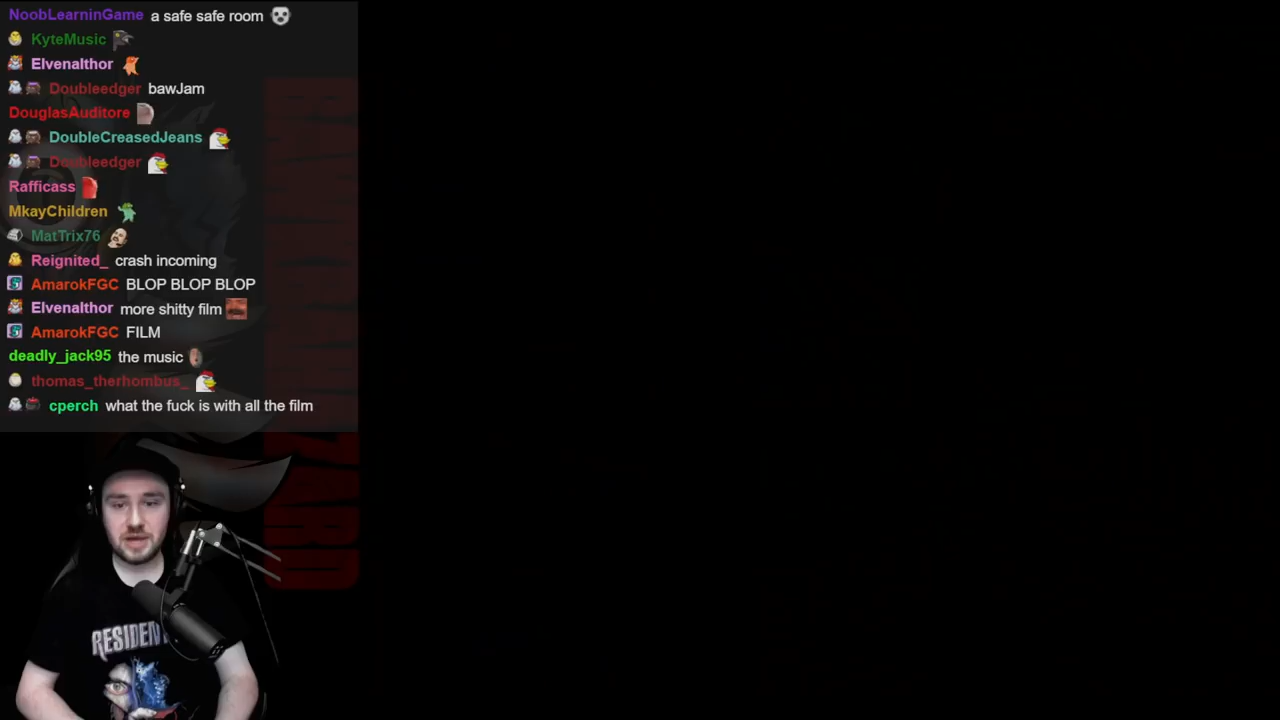 NoobLearninGame a safe safe room
KyteMusic
Elvenalthor
Doubleedger bawJam
DouglasAuditore
DoubleCreasedJeans
Doubleedger
Rafficass
MkayChildren
MatTrix76
Reignited_ crash incoming
AmarokFGC BLOP BLOP BLOP
Elvenalthor more shitty film
AmarokFGC FILM
deadly_jack95 the music
thomas_therhombus_
cperch what the fuck is with all the film
RESIDEN